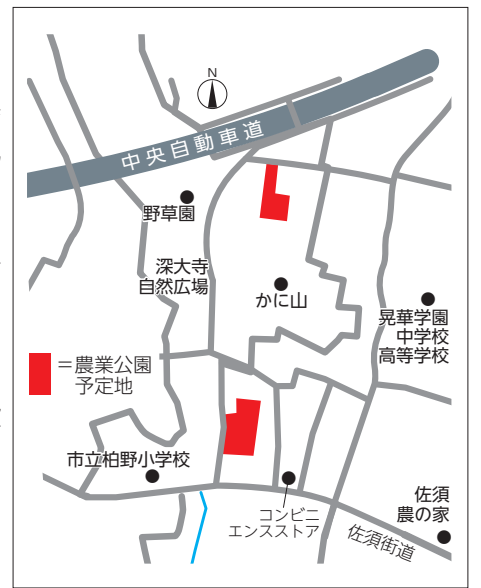 N
中央自動車道
野草園
深大寺
自然広場
かに山
晃華学園
中学校
高等学校
=農業公園
予定地
市立柏野小学校
コンビニ
エンスストア
佐須
農の家
佐須街道